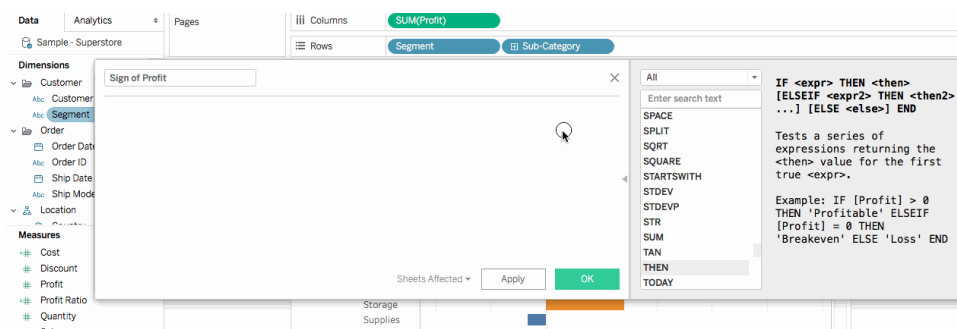 Data
Analytics
Pages
Columns
SUM(Profit)
Sample - Superstore
Rows
Segment
Sub-Category
Dimensions
Customer
Abc Customer
Abc Segment
Order
Order Date
Abc Order ID
Ship Date
Abc Ship Mode
Location
Measures
Cost
Discount
Profit
Profit Ratio
Quantity
Sign of Profit
Sheets Affected
Apply
OK
All
Enter search text
SPACE
SPLIT
SQRT
SQUARE
STARTSWITH
STDEV
STDEVP
STR
SUM
TAN
THEN
TODAY
IF <expr> THEN <then>
[ELSEIF <expr2> THEN <then2>
...] [ELSE <else>] END
Tests a series of
expressions returning the
<then> value for the first
true <expr>.
Example: IF [Profit] > 0
THEN 'Profitable' ELSEIF
[Profit] = 0 THEN
'Breakeven' ELSE 'Loss' END
Storage
Supplies